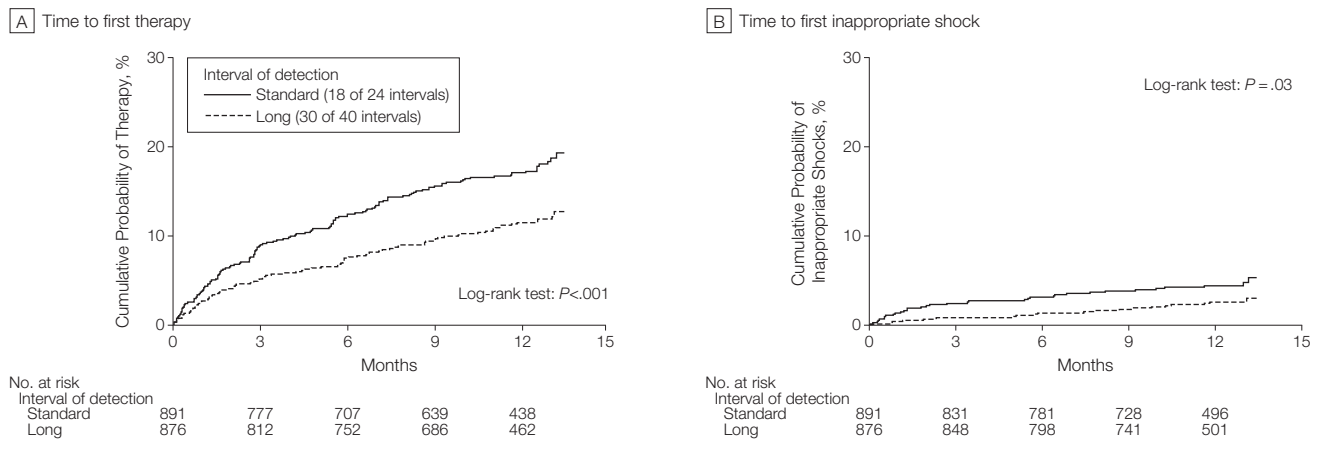 A Time to first therapy
Cumulative Probability of Therapy, %
30
20
10
0
Interval of detection
Standard (18 of 24 intervals)
Long (30 of 40 intervals)
Log-rank test: P<.001
0 3 6 9 12 15
Months
No. at risk
Interval of detection
Standard 891 777 707 639 438
Long 876 812 752 686 462
B Time to first inappropriate shock
Cumulative Probability of
Inappropriate Shocks, %
30
20
10
0
Log-rank test: P = .03
0 3 6 9 12 15
Months
No. at risk
Interval of detection
Standard 891 831 781 728 496
Long 876 848 798 741 501